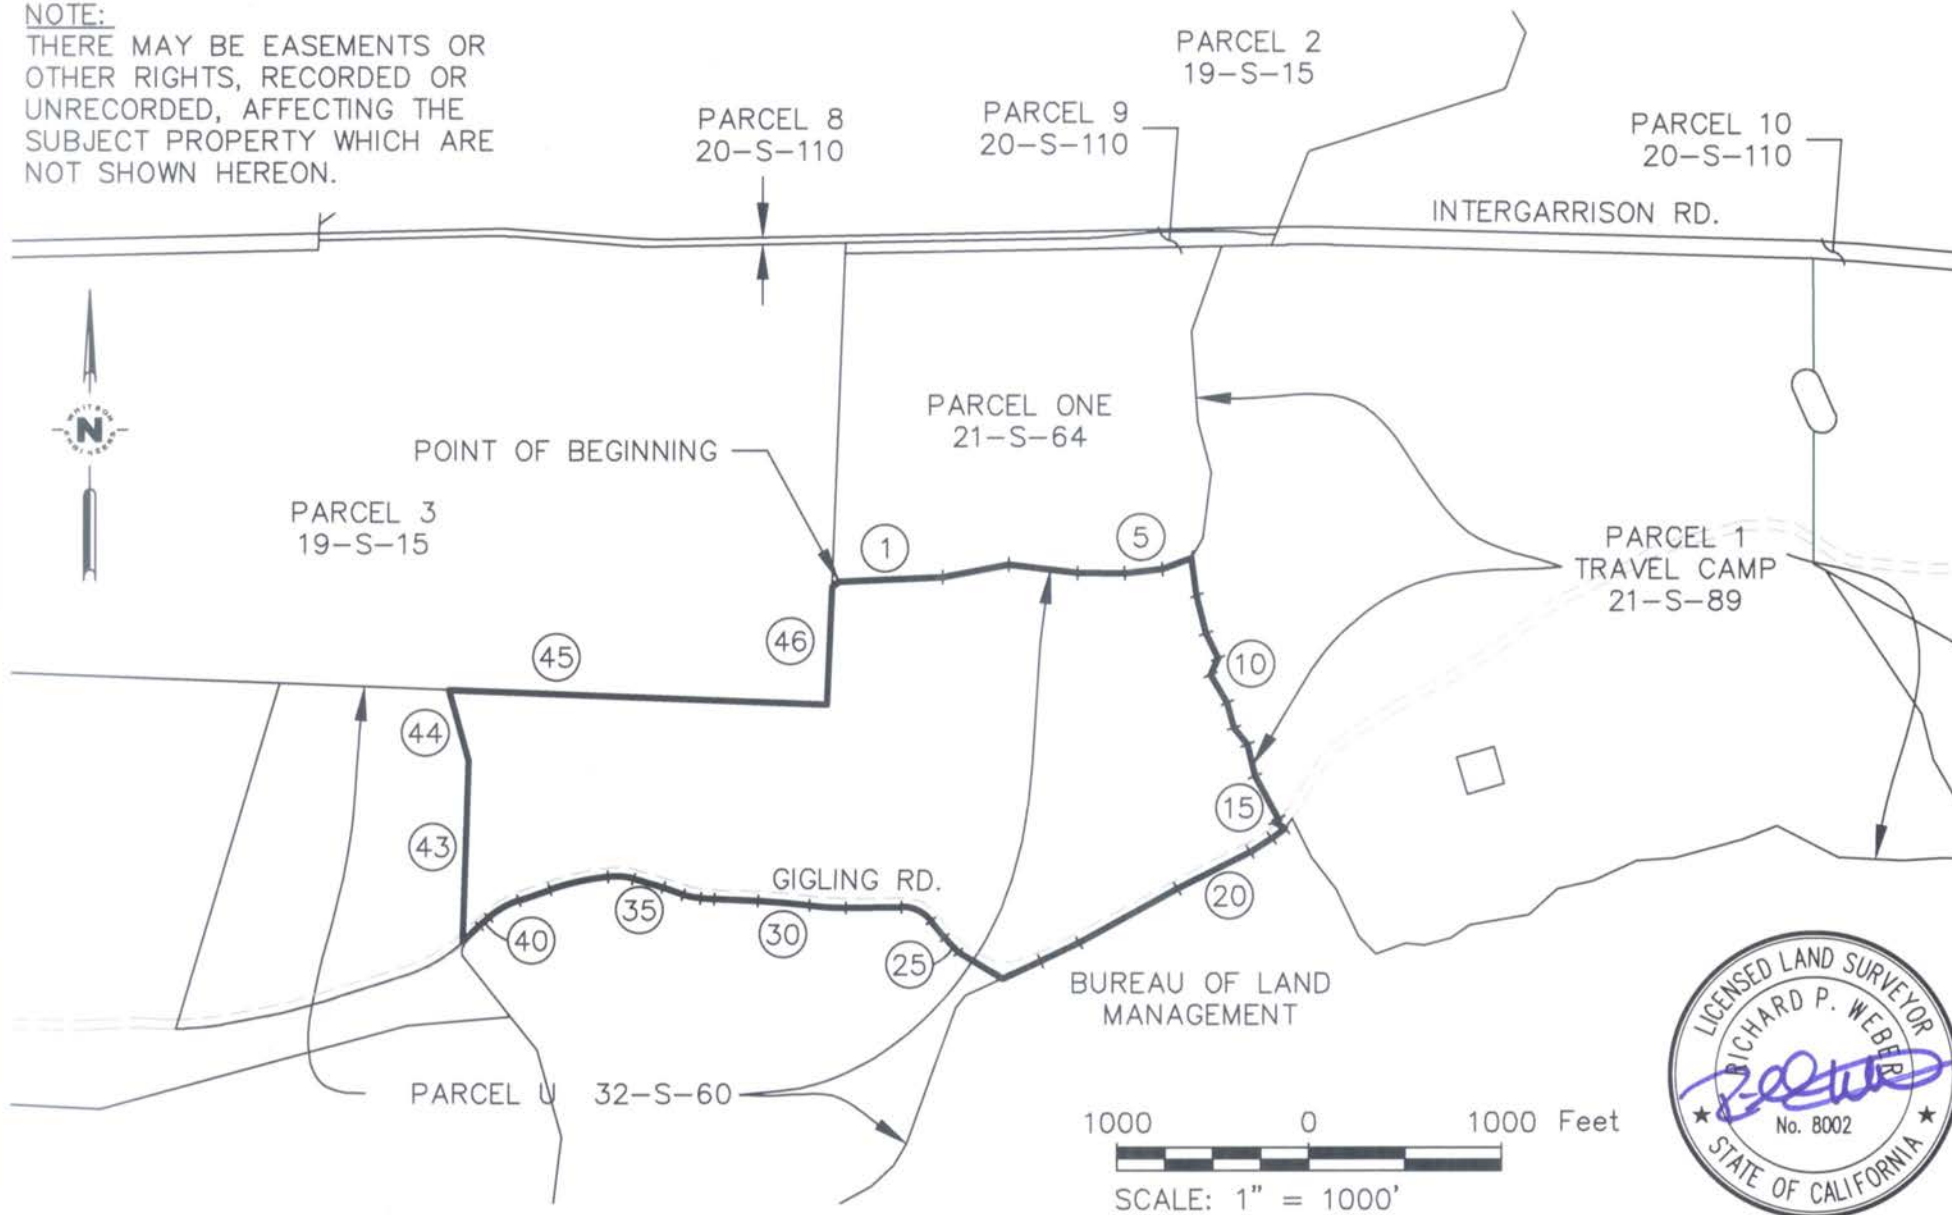 NOTE:
THERE MAY BE EASEMENTS OR
OTHER RIGHTS, RECORDED OR
UNRECORDED, AFFECTING THE
SUBJECT PROPERTY WHICH ARE
NOT SHOWN HEREON.
PARCEL 2
19-S-15
PARCEL 8
20-S-110
PARCEL 9
20-S-110
PARCEL 10
20-S-110
INTERGARRISON RD.
WHITSON
N
ENGINEERS
PARCEL ONE
21-S-64
POINT OF BEGINNING
PARCEL 3
19-S-15
1
5
PARCEL 1
TRAVEL CAMP
21-S-89
46
45
10
44
15
43
GIGLING RD.
20
35
30
40
25
BUREAU OF LAND
MANAGEMENT
PARCEL U 32-S-60
1000 0 1000 Feet
SCALE: 1" = 1000'
LICENSED LAND SURVEYOR
RICHARD P. WEBER
No. 8002
STATE OF CALIFORNIA